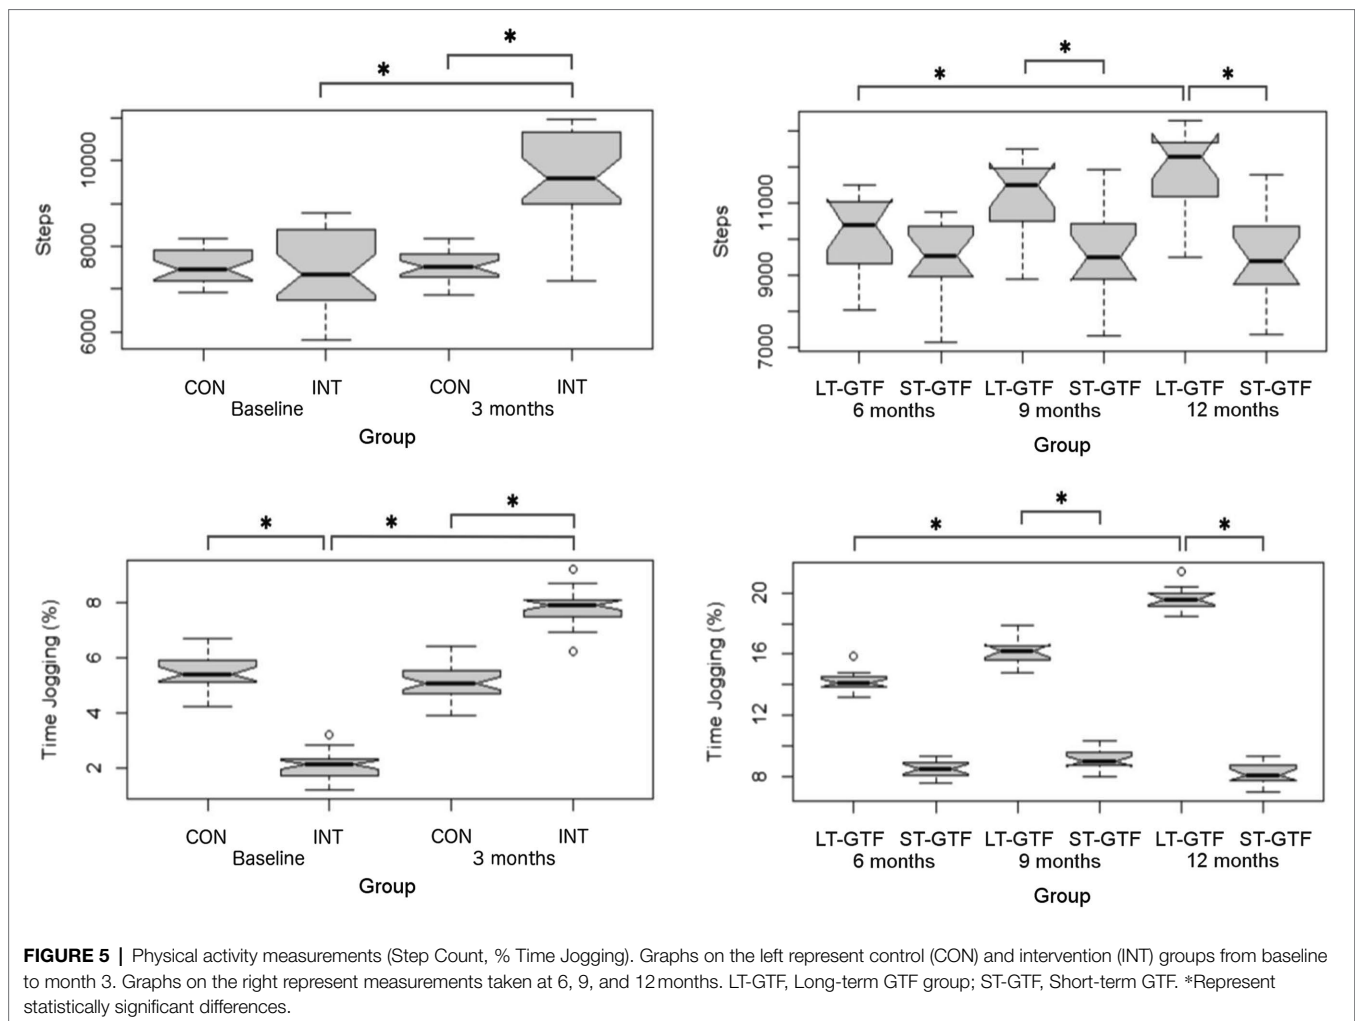 *
*
Steps
10000
8000
6000
CON INT CON INT
Baseline 3 months
Group
*
* *
Steps
11000
9000
7000
LT-GTF ST-GTF LT-GTF ST-GTF LT-GTF ST-GTF
6 months 9 months 12 months
Group
*
* *
Time Jogging (%)
8
6
4
2
CON INT CON INT
Baseline 3 months
Group
*
* *
Time Jogging (%)
20
16
12
8
LT-GTF ST-GTF LT-GTF ST-GTF LT-GTF ST-GTF
6 months 9 months 12 months
Group
FIGURE 5 | Physical activity measurements (Step Count, % Time Jogging). Graphs on the left represent control (CON) and intervention (INT) groups from baseline
to month 3. Graphs on the right represent measurements taken at 6, 9, and 12 months. LT-GTF, Long-term GTF group; ST-GTF, Short-term GTF. *Represent
statistically significant differences.